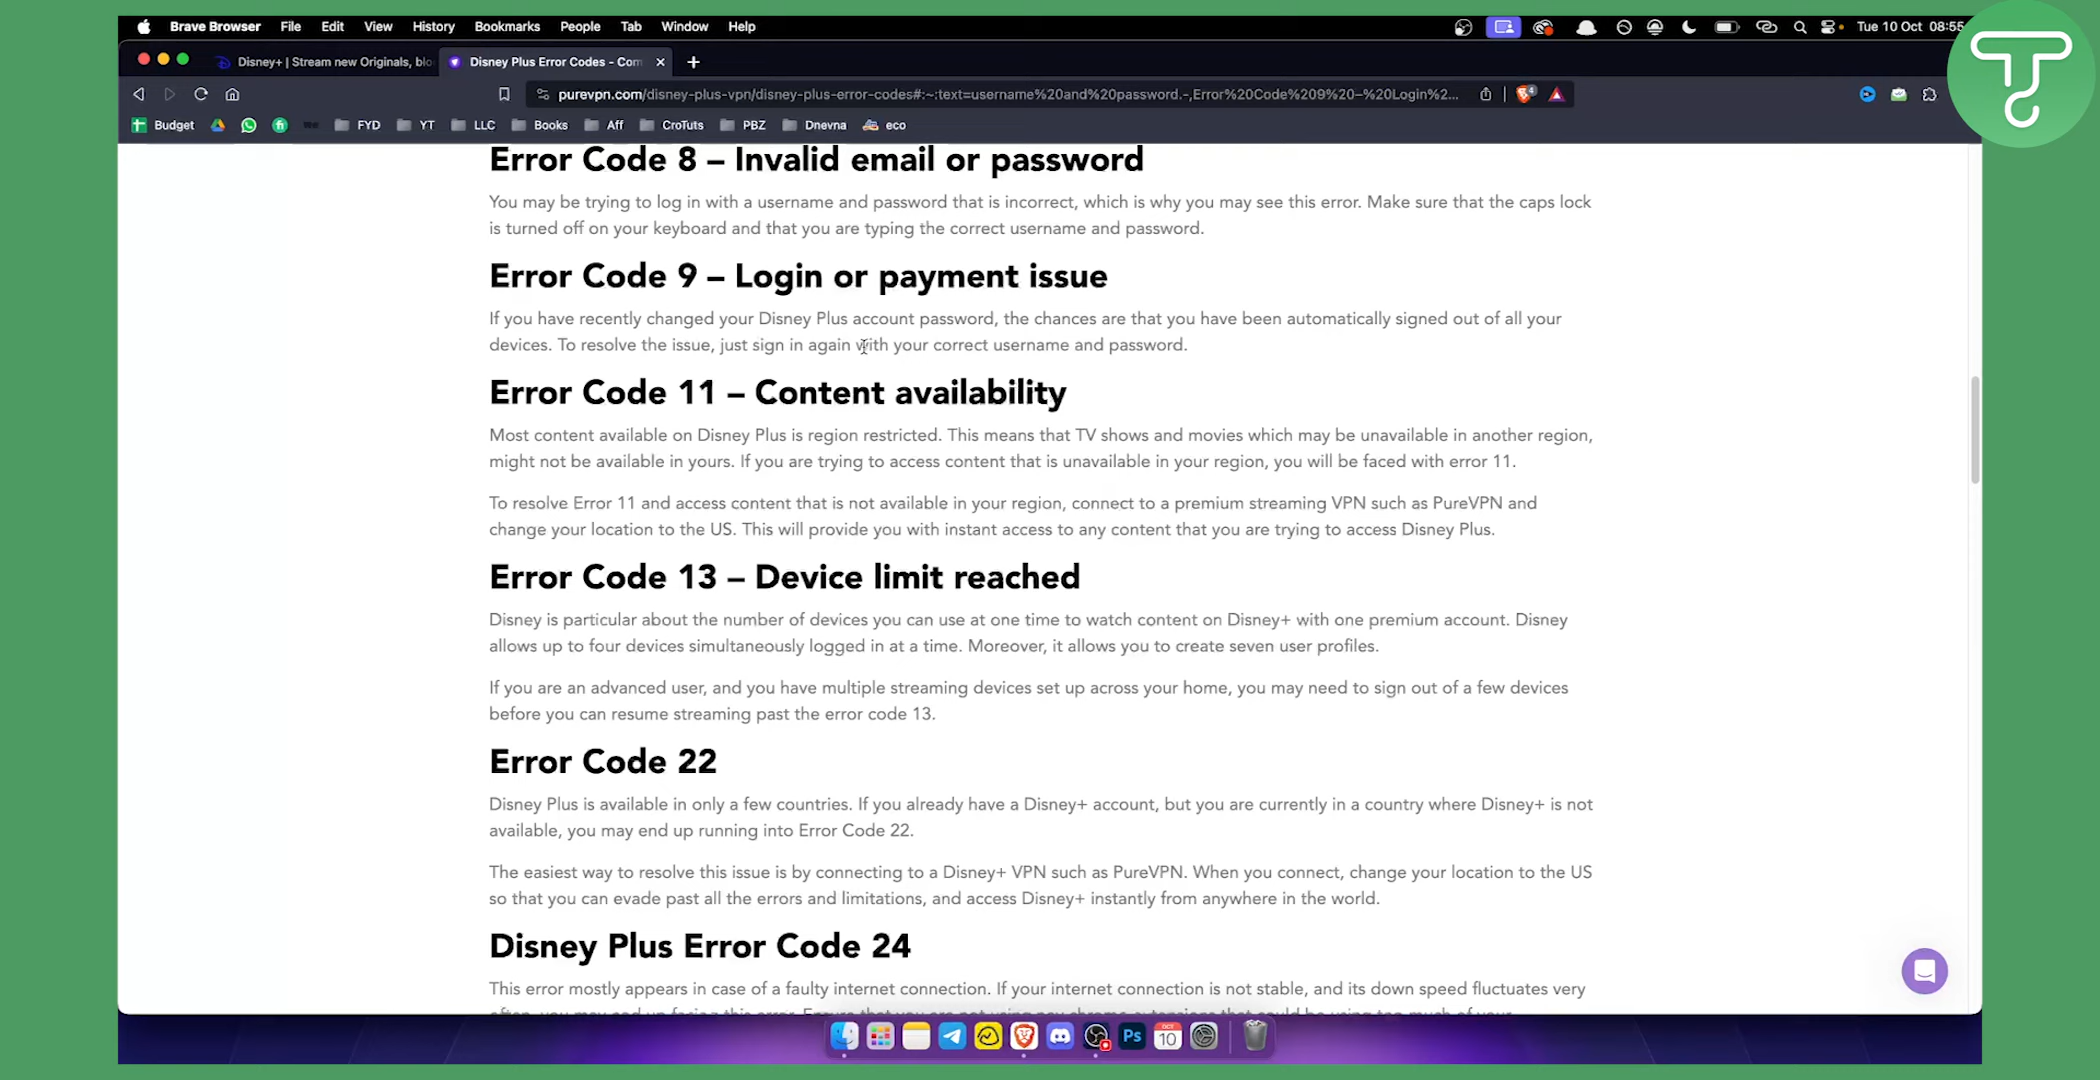 Brave Browser File Edit View History Bookmarks People Tab Window Help Tue 10 Oct 08:55
Disney+ | Stream new Originals, blo Disney Plus Error Codes - Com
purevpn.com/disney-plus-vpn/disney-plus-error-codes#:~:text=username%20and%20password.-,Error%20Code%209%20–%20Login%2... 4
Budget FYD YT LLC Books Aff CroTuts PBZ Dnevna eco
Error Code 8 – Invalid email or password
You may be trying to log in with a username and password that is incorrect, which is why you may see this error. Make sure that the caps lock
is turned off on your keyboard and that you are typing the correct username and password.
Error Code 9 – Login or payment issue
If you have recently changed your Disney Plus account password, the chances are that you have been automatically signed out of all your
devices. To resolve the issue, just sign in again with your correct username and password.
Error Code 11 – Content availability
Most content available on Disney Plus is region restricted. This means that TV shows and movies which may be unavailable in another region,
might not be available in yours. If you are trying to access content that is unavailable in your region, you will be faced with error 11.
To resolve Error 11 and access content that is not available in your region, connect to a premium streaming VPN such as PureVPN and
change your location to the US. This will provide you with instant access to any content that you are trying to access Disney Plus.
Error Code 13 – Device limit reached
Disney is particular about the number of devices you can use at one time to watch content on Disney+ with one premium account. Disney
allows up to four devices simultaneously logged in at a time. Moreover, it allows you to create seven user profiles.
If you are an advanced user, and you have multiple streaming devices set up across your home, you may need to sign out of a few devices
before you can resume streaming past the error code 13.
Error Code 22
Disney Plus is available in only a few countries. If you already have a Disney+ account, but you are currently in a country where Disney+ is not
available, you may end up running into Error Code 22.
The easiest way to resolve this issue is by connecting to a Disney+ VPN such as PureVPN. When you connect, change your location to the US
so that you can evade past all the errors and limitations, and access Disney+ instantly from anywhere in the world.
Disney Plus Error Code 24
This error mostly appears in case of a faulty internet connection. If your internet connection is not stable, and its down speed fluctuates very
Ps OCT 10